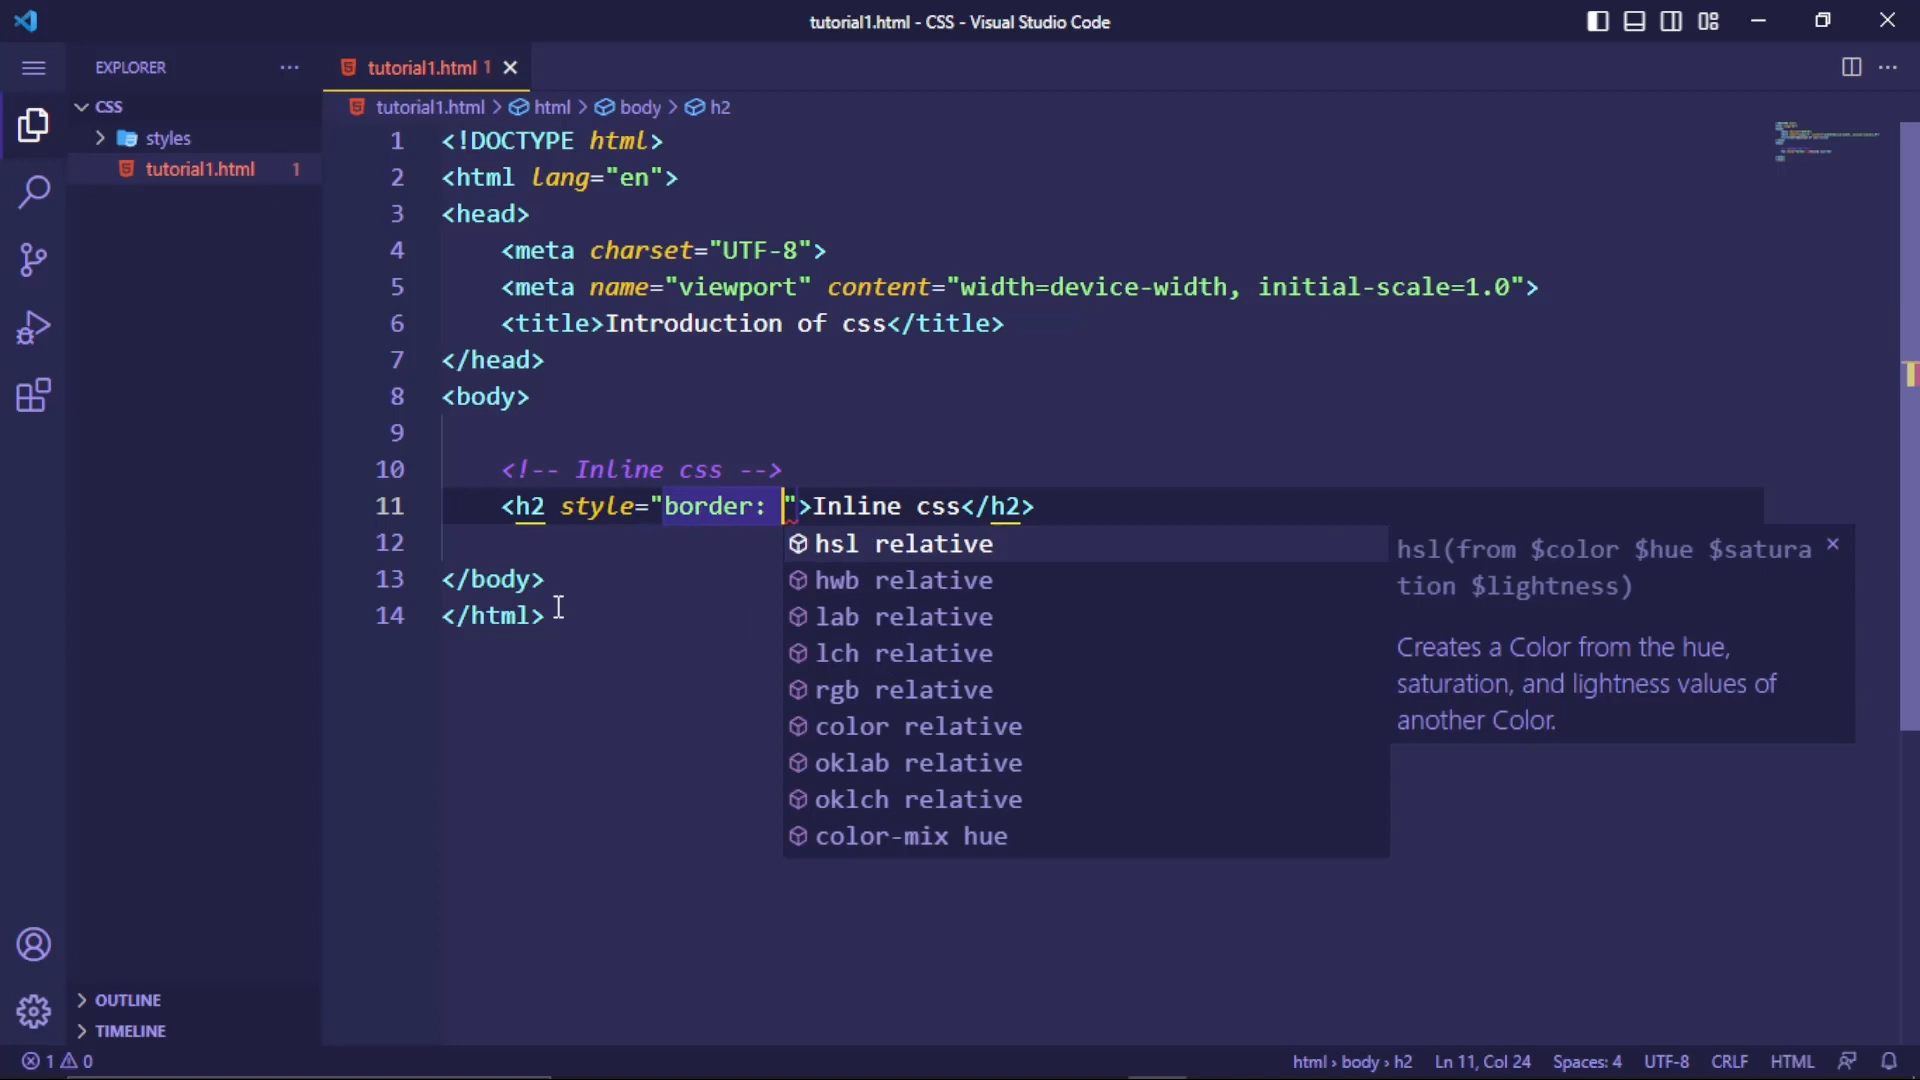 tutorial1.html - CSS - Visual Studio Code
EXPLORER
CSS
styles
tutorial1.html 1
tutorial1.html 1
tutorial1.html > html > body > h2
1 <!DOCTYPE html>
2 <html lang="en">
3 <head>
4 <meta charset="UTF-8">
5 <meta name="viewport" content="width=device-width, initial-scale=1.0">
6 <title>Introduction of css</title>
7 </head>
8 <body>
9
10 <!-- Inline css -->
11 <h2 style="border: ">Inline css</h2>
12
13 </body>
14 </html>
hsl relative
hwb relative
lab relative
lch relative
rgb relative
color relative
oklab relative
oklch relative
color-mix hue
hsl(from $color $hue $satura
tion $lightness)
Creates a Color from the hue,
saturation, and lightness values of
another Color.
OUTLINE
TIMELINE
1 0
html › body › h2 Ln 11, Col 24 Spaces: 4 UTF-8 CRLF HTML